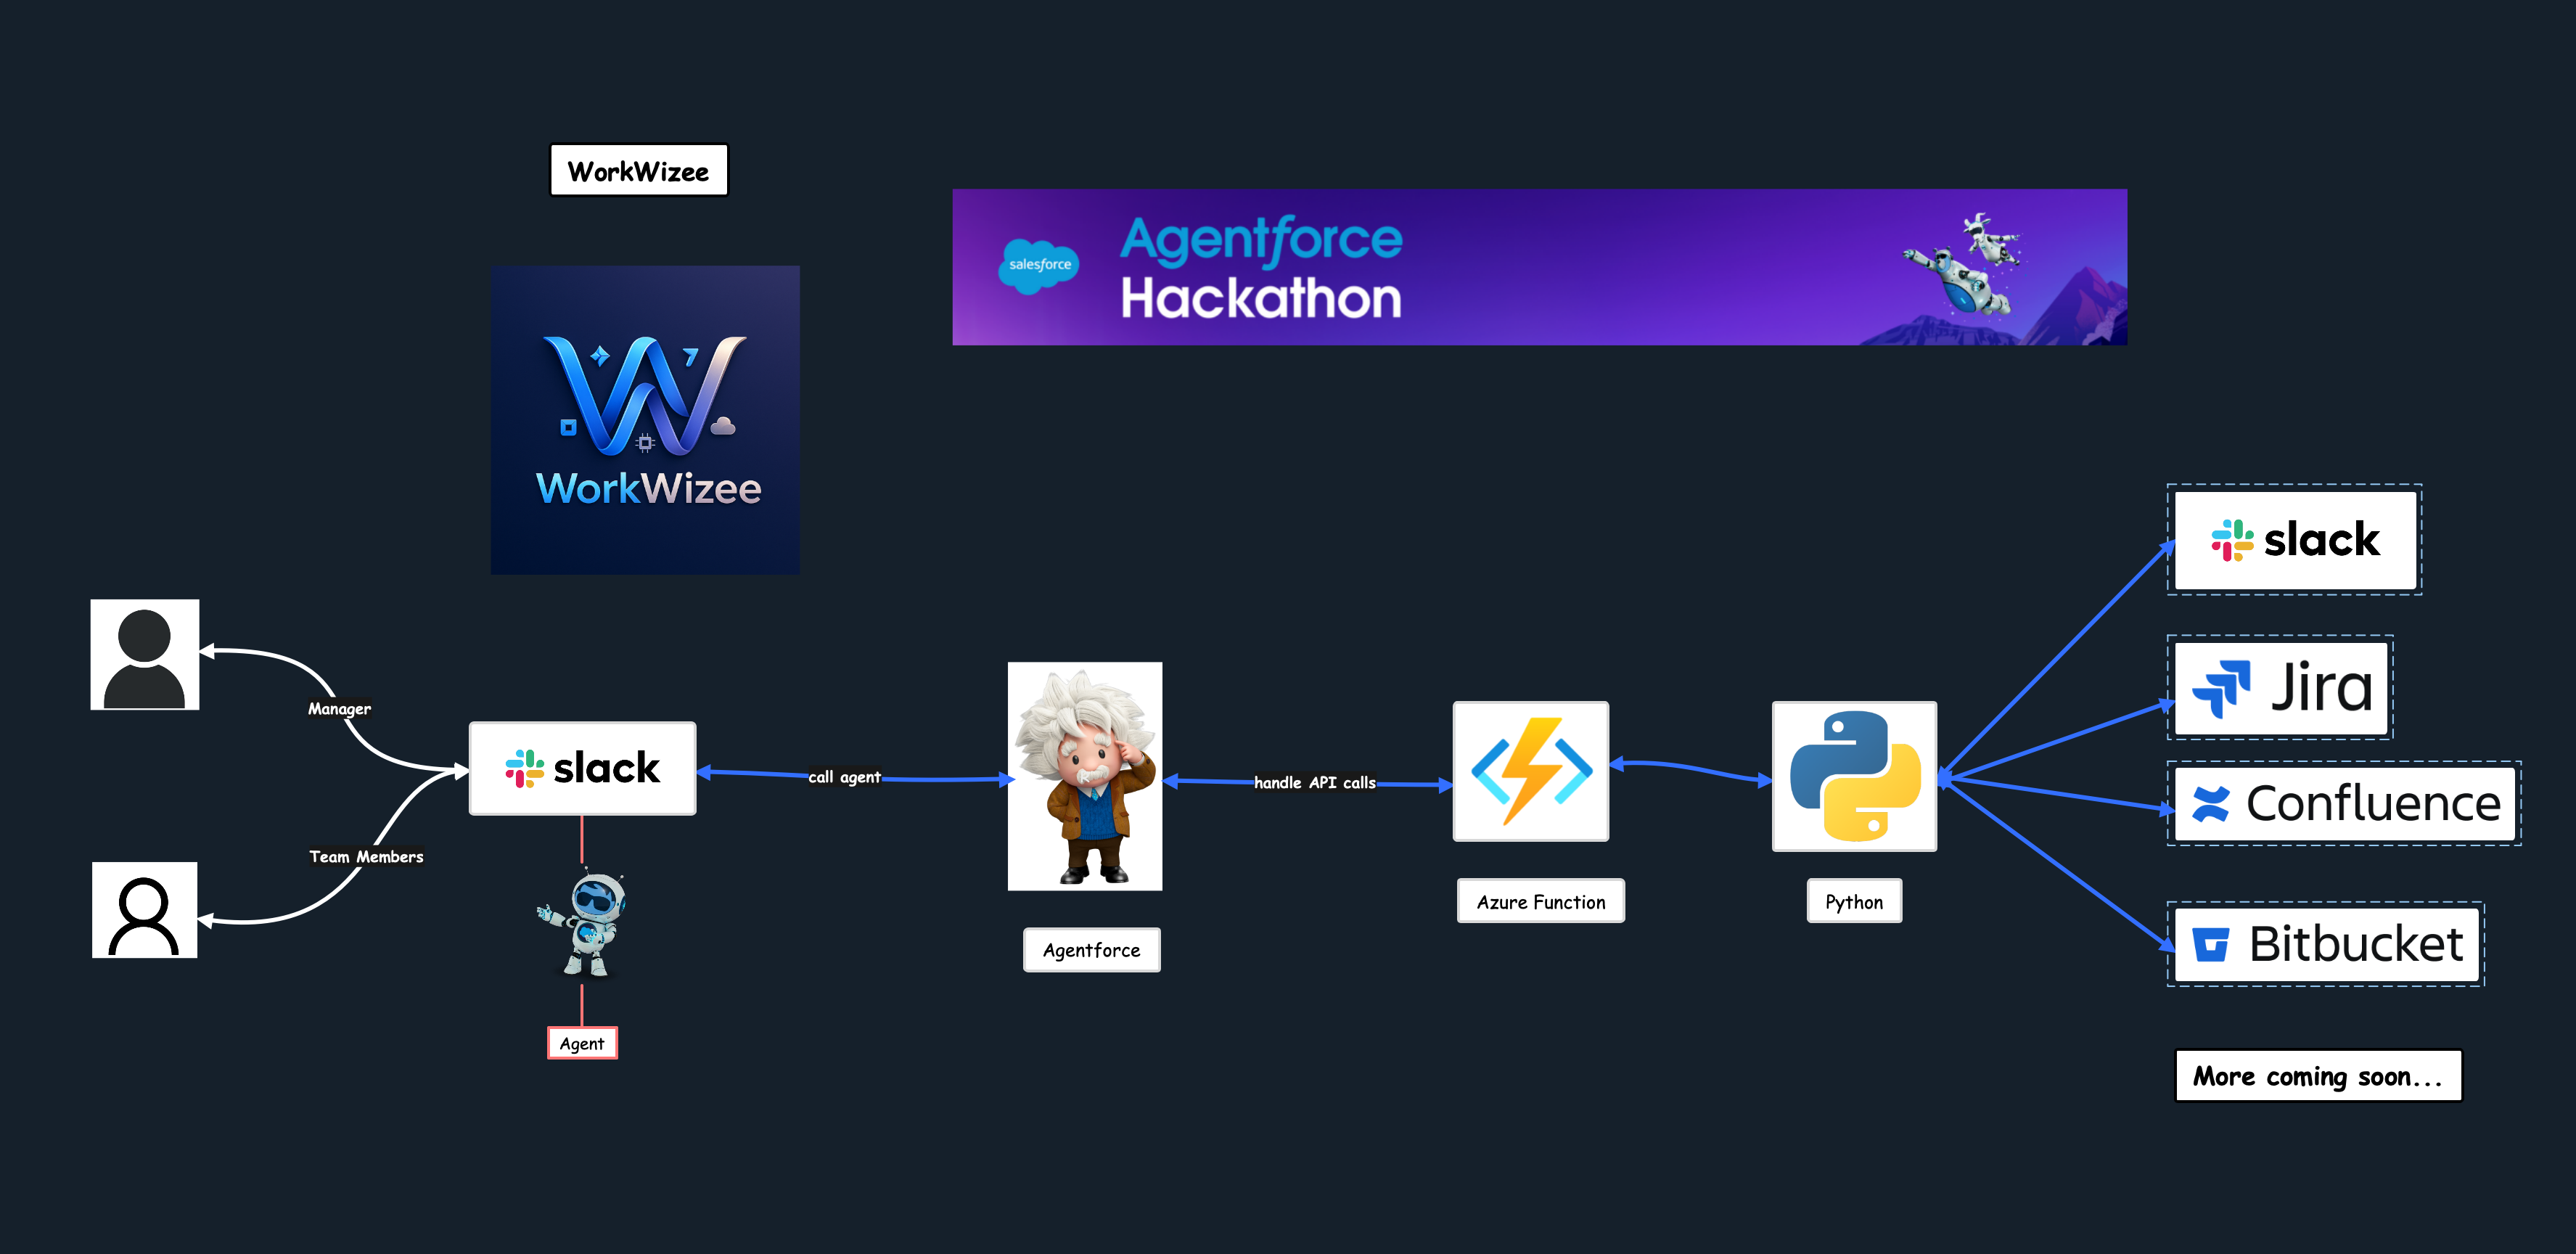 WorkWizee
salesforce
Agentforce
Hackathon
WorkWizee
slack
Manager
Jira
slack
call agent
handle API calls
Confluence
Team Members
Azure Function
Python
Agentforce
Bitbucket
Agent
More coming soon...